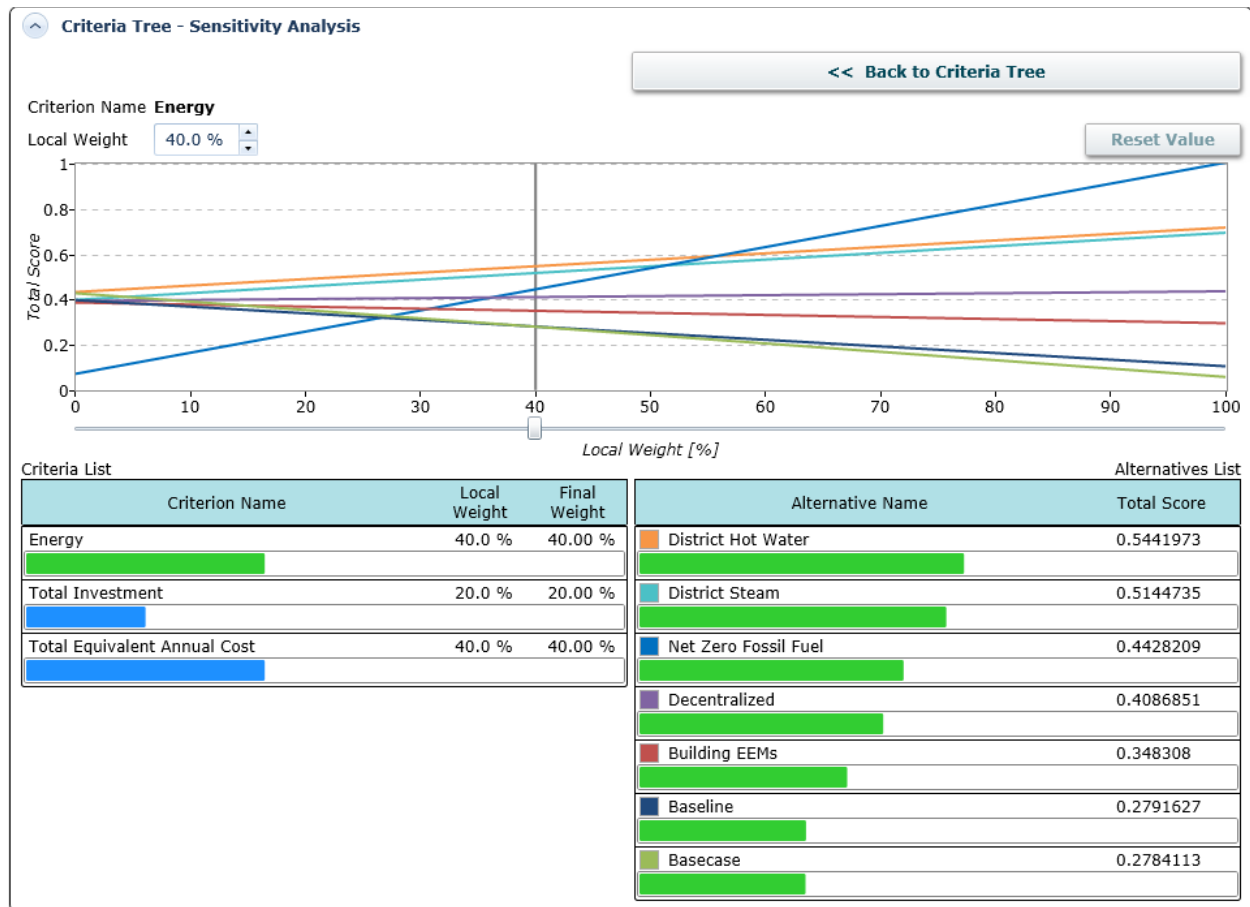 Criteria Tree - Sensitivity Analysis
<< Back to Criteria Tree
Criterion Name Energy
Local Weight 40.0 %
Reset Value
1
0.8
0.6
0.4
0.2
0
Total Score
0 10 20 30 40 50 60 70 80 90 100
Local Weight [%]
Criteria List
Criterion Name Local Weight Final Weight
Energy 40.0 % 40.00 %
Total Investment 20.0 % 20.00 %
Total Equivalent Annual Cost 40.0 % 40.00 %
Alternatives List
Alternative Name Total Score
District Hot Water 0.5441973
District Steam 0.5144735
Net Zero Fossil Fuel 0.4428209
Decentralized 0.4086851
Building EEMs 0.348308
Baseline 0.2791627
Basecase 0.2784113